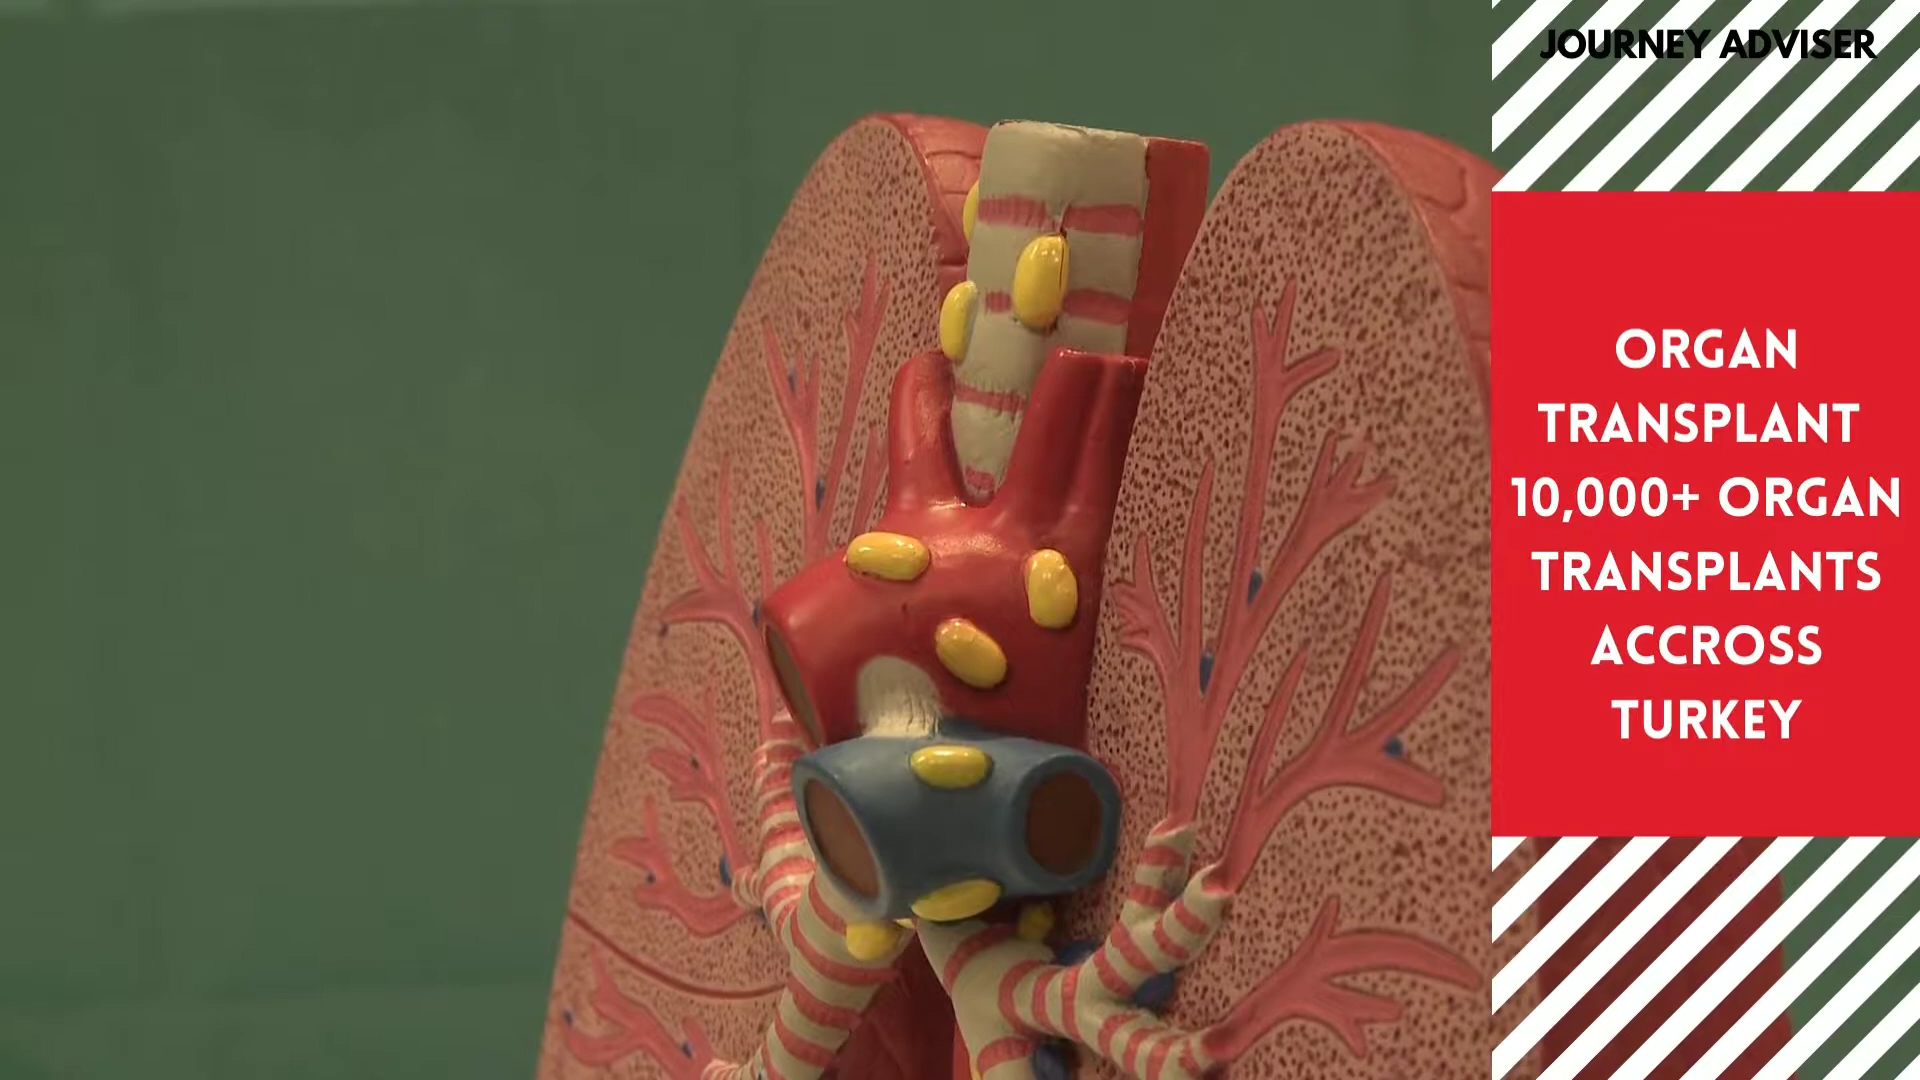 JOURNEY ADVISER
ORGAN
TRANSPLANT
10,000+ ORGAN
TRANSPLANTS
ACCROSS
TURKEY